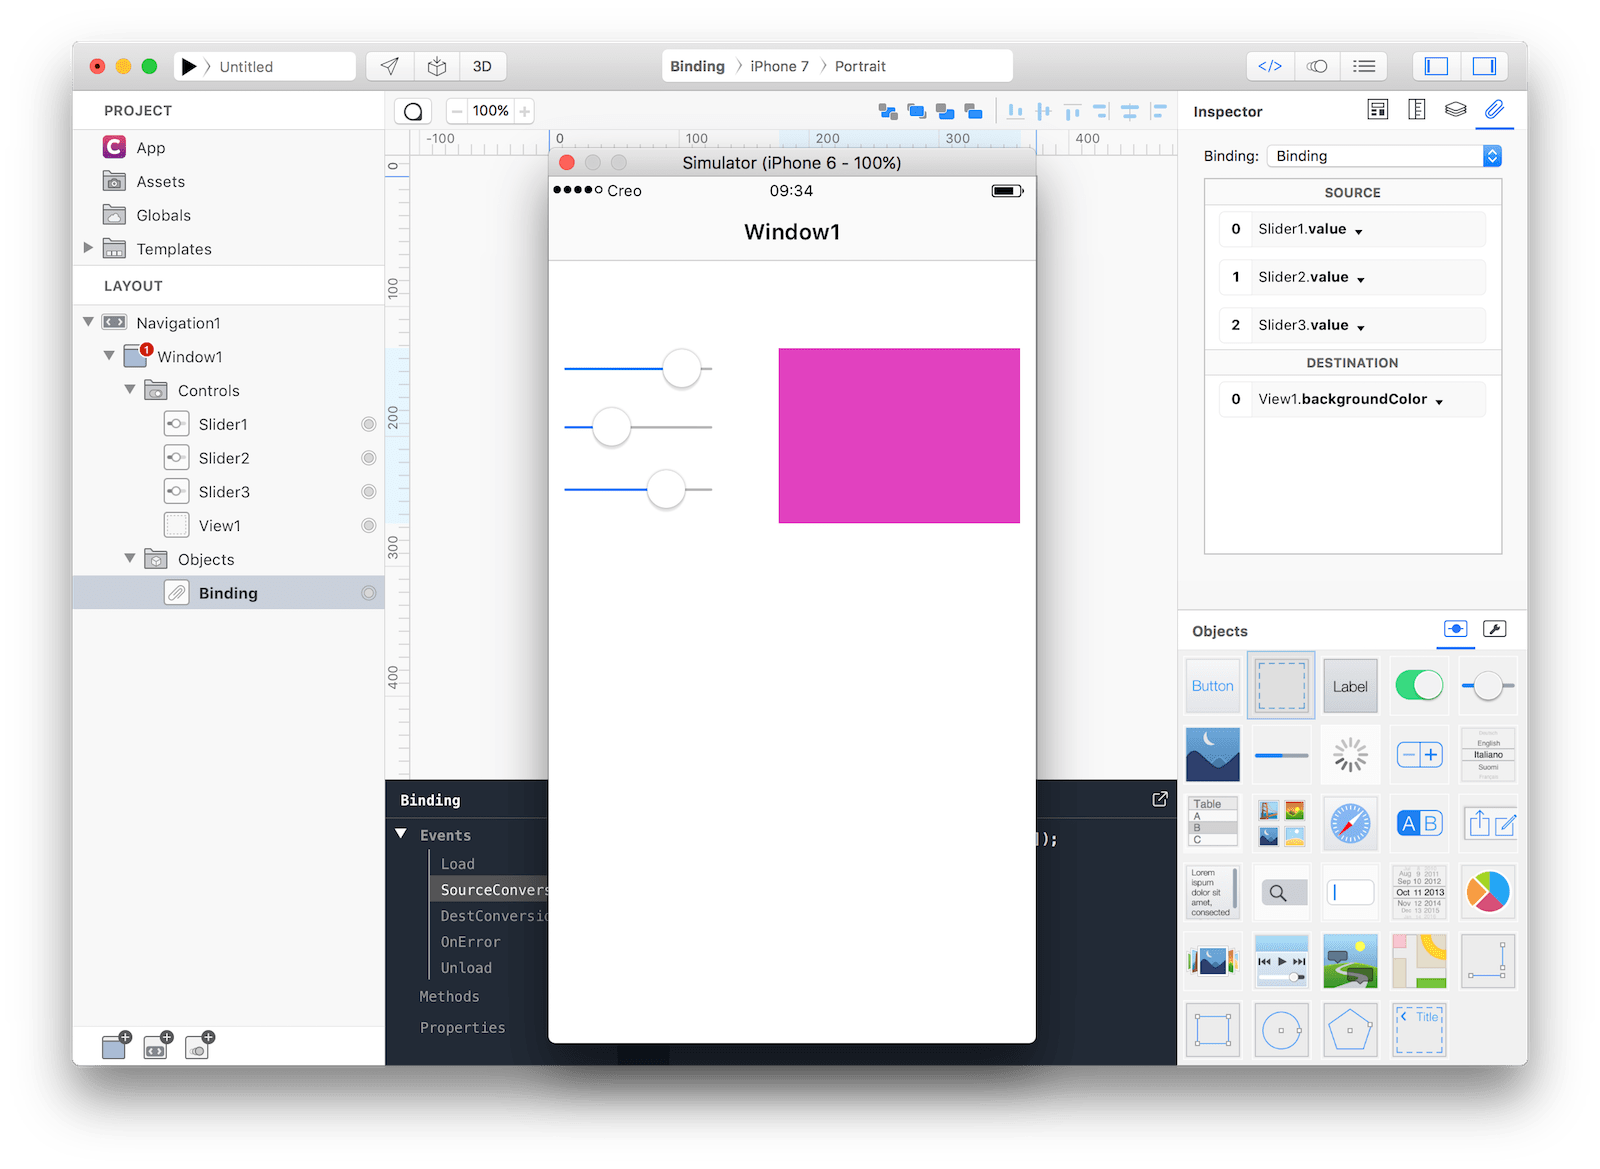 Untitled
3D
Binding
iPhone 7
Portrait
</>
PROJECT
App
Assets
Globals
Templates
LAYOUT
Navigation1
1
Window1
Controls
Slider1
Slider2
Slider3
View1
Objects
Binding
100%
-100
0
100
200
300
400
0
100
200
300
400
Simulator (iPhone 6 - 100%)
Creo
09:34
Window1
Binding
Events
Load
SourceConvers
DestConversio
OnError
Unload
Methods
Properties
]);
Inspector
Binding:
Binding
SOURCE
0
Slider1.value
1
Slider2.value
2
Slider3.value
DESTINATION
0
View1.backgroundColor
Objects
Button
Label
English
Italiano
Suomi
Table
A
B
C
A
B
Lorem
ispum
dolor sit
amet,
consected
Aug 9 2011
Sep 10 2012
Oct 11 2013
Nov 12 2014
Dec 13 2015
Title